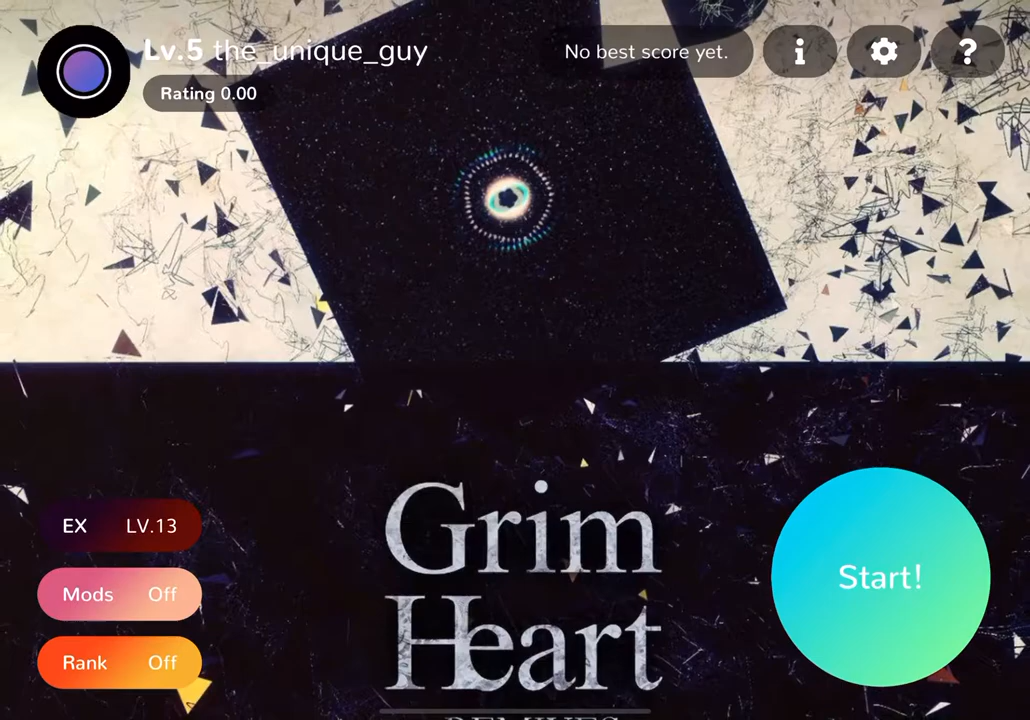 Lv.5 the_unique_guy
Rating 0.00
No best score yet.
i
?
EX LV.13
Mods Off
Rank Off
Grim
Heart
REMIXES
Start!